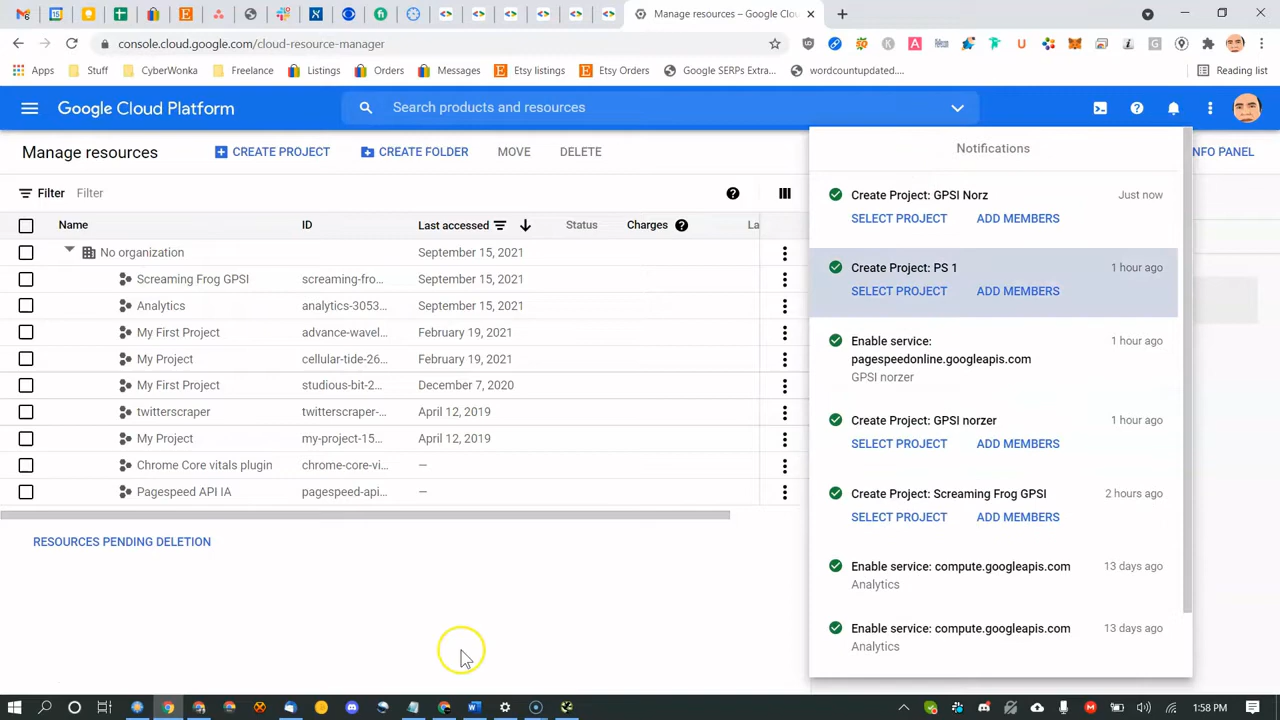 Manage resources – Google Clou
console.cloud.google.com/cloud-resource-manager
Apps Stuff CyberWonka Freelance Listings Orders Messages Etsy listings Etsy Orders Google SERPs Extra... wordcountupdated.... Reading list
Google Cloud Platform
Search products and resources
Manage resources
CREATE PROJECT
CREATE FOLDER
MOVE
DELETE
NFO PANEL
Filter Filter
Name ID Last accessed Status Charges La
No organization September 15, 2021
Screaming Frog GPSI screaming-fro... September 15, 2021
Analytics analytics-3053... September 15, 2021
My First Project advance-wavel... February 19, 2021
My Project cellular-tide-26... February 19, 2021
My First Project studious-bit-2... December 7, 2020
twitterscraper twitterscraper-... April 12, 2019
My Project my-project-15... April 12, 2019
Chrome Core vitals plugin chrome-core-vi... —
Pagespeed API IA pagespeed-api... —
RESOURCES PENDING DELETION
Notifications
Create Project: GPSI Norz Just now
SELECT PROJECT ADD MEMBERS
Create Project: PS 1 1 hour ago
SELECT PROJECT ADD MEMBERS
Enable service: 1 hour ago
pagespeedonline.googleapis.com
GPSI norzer
Create Project: GPSI norzer 1 hour ago
SELECT PROJECT ADD MEMBERS
Create Project: Screaming Frog GPSI 2 hours ago
SELECT PROJECT ADD MEMBERS
Enable service: compute.googleapis.com 13 days ago
Analytics
Enable service: compute.googleapis.com 13 days ago
Analytics
1:58 PM